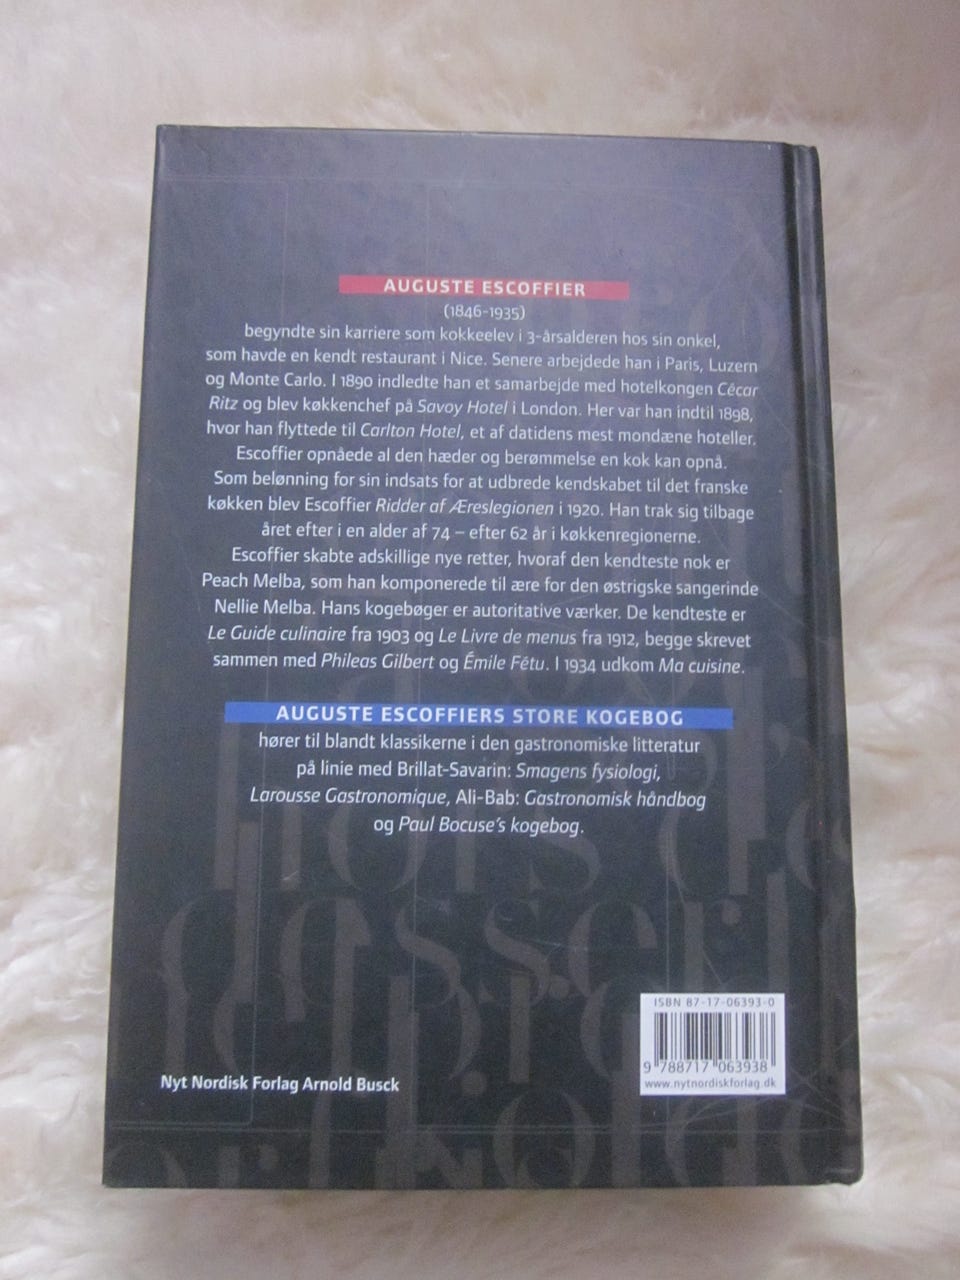 AUGUSTE ESCOFFIER
(1846-1935)
begyndte sin karriere som kokkeelev i 3-årsalderen hos sin onkel,
som havde en kendt restaurant i Nice. Senere arbejdede han i Paris, Luzern
og Monte Carlo. I 1890 indledte han et samarbejde med hotelkongen Cécar
Ritz og blev køkkenchef på Savoy Hotel i London. Her var han indtil 1898,
hvor han flyttede til Carlton Hotel, et af datidens mest mondæne hoteller.
Escoffier opnåede al den hæder og berømmelse en kok kan opnå.
Som belønning for sin indsats for at udbrede kendskabet til det franske
køkken blev Escoffier Ridder af Æreslegionen i 1920. Han trak sig tilbage
året efter i en alder af 74 – efter 62 år i køkkenregionerne.
Escoffier skabte adskillige nye retter, hvoraf den kendteste nok er
Peach Melba, som han komponerede til ære for den østrigske sangerinde
Nellie Melba. Hans kogebøger er autoritative værker. De kendteste er
Le Guide culinaire fra 1903 og Le Livre de menus fra 1912, begge skrevet
sammen med Phileas Gilbert og Émile Fétu. I 1934 udkom Ma cuisine.
AUGUSTE ESCOFFIERS STORE KOGEBOG
hører til blandt klassikerne i den gastronomiske litteratur
på linie med Brillat-Savarin: Smagens fysiologi,
Larousse Gastronomique, Ali-Bab: Gastronomisk håndbog
og Paul Bocuse's kogebog.
hors d
dessert
Nyt Nordisk Forlag Arnold Busck
ISBN 87-17-06393-0
9 788717 063938
www.nytnordiskforlag.dk